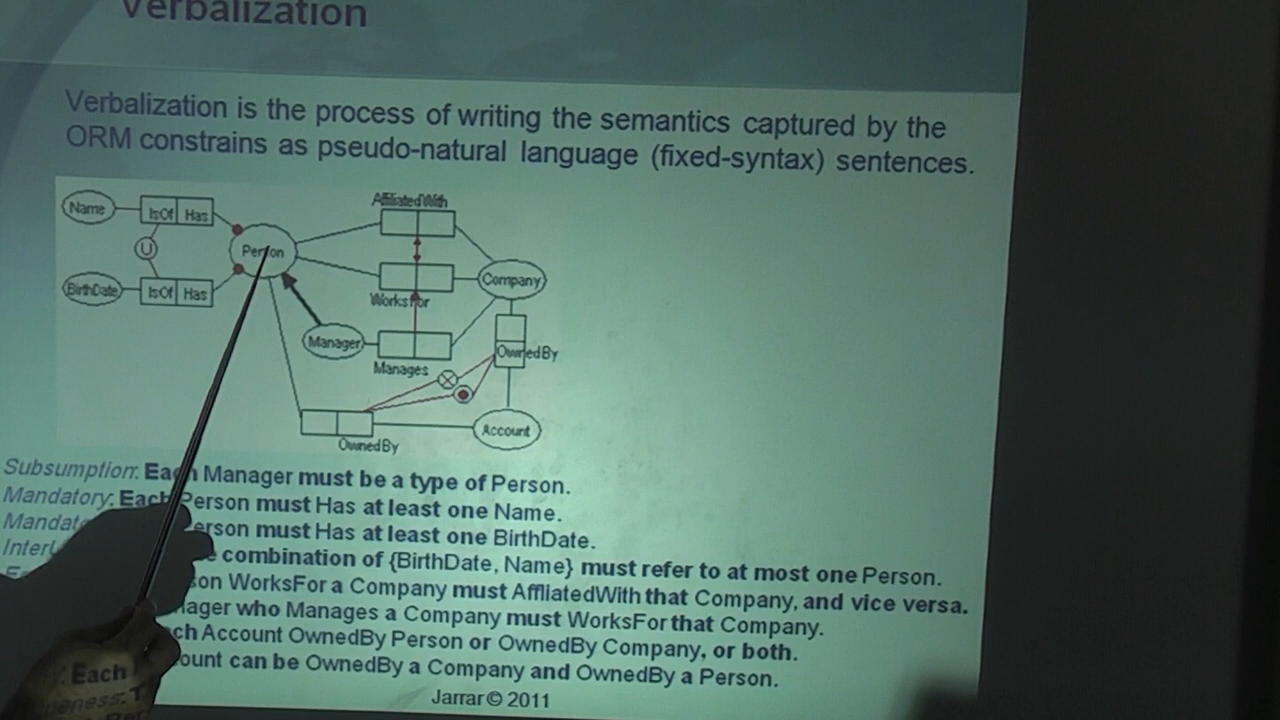 Verbalization
Verbalization is the process of writing the semantics captured by the
ORM constrains as pseudo-natural language (fixed-syntax) sentences.
AffiliatedWith
Name
IsOf Has
Person
U
Company
BirthDate
IsOf Has
WorksFor
Manager
OwnedBy
Manages
Account
OwnedBy
Subsumption: Each Manager must be a type of Person.
Mandatory: Each Person must Has at least one Name.
Mandat erson must Has at least one BirthDate.
Inter combination of {BirthDate, Name} must refer to at most one Person.
son WorksFor a Company must AffliatedWith that Company, and vice versa.
nager who Manages a Company must WorksFor that Company.
ch Account OwnedBy Person or OwnedBy Company, or both.
ount can be OwnedBy a Company and OwnedBy a Person.
Each
eness: T
Jarrar © 2011